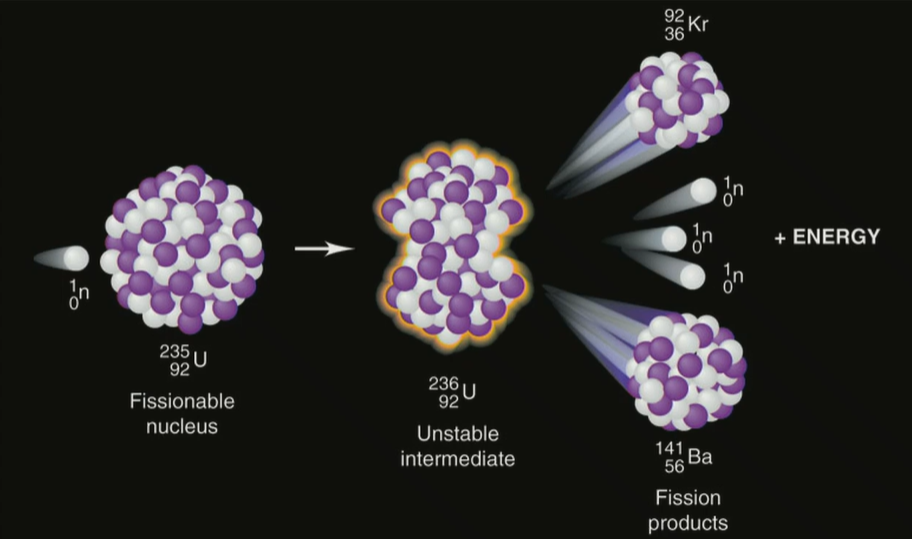 1
0 n
235
92 U
Fissionable
nucleus
236
92 U
Unstable
intermediate
92
36 Kr
1
0 n
1
0 n
1
0 n
+ ENERGY
141
56 Ba
Fission
products